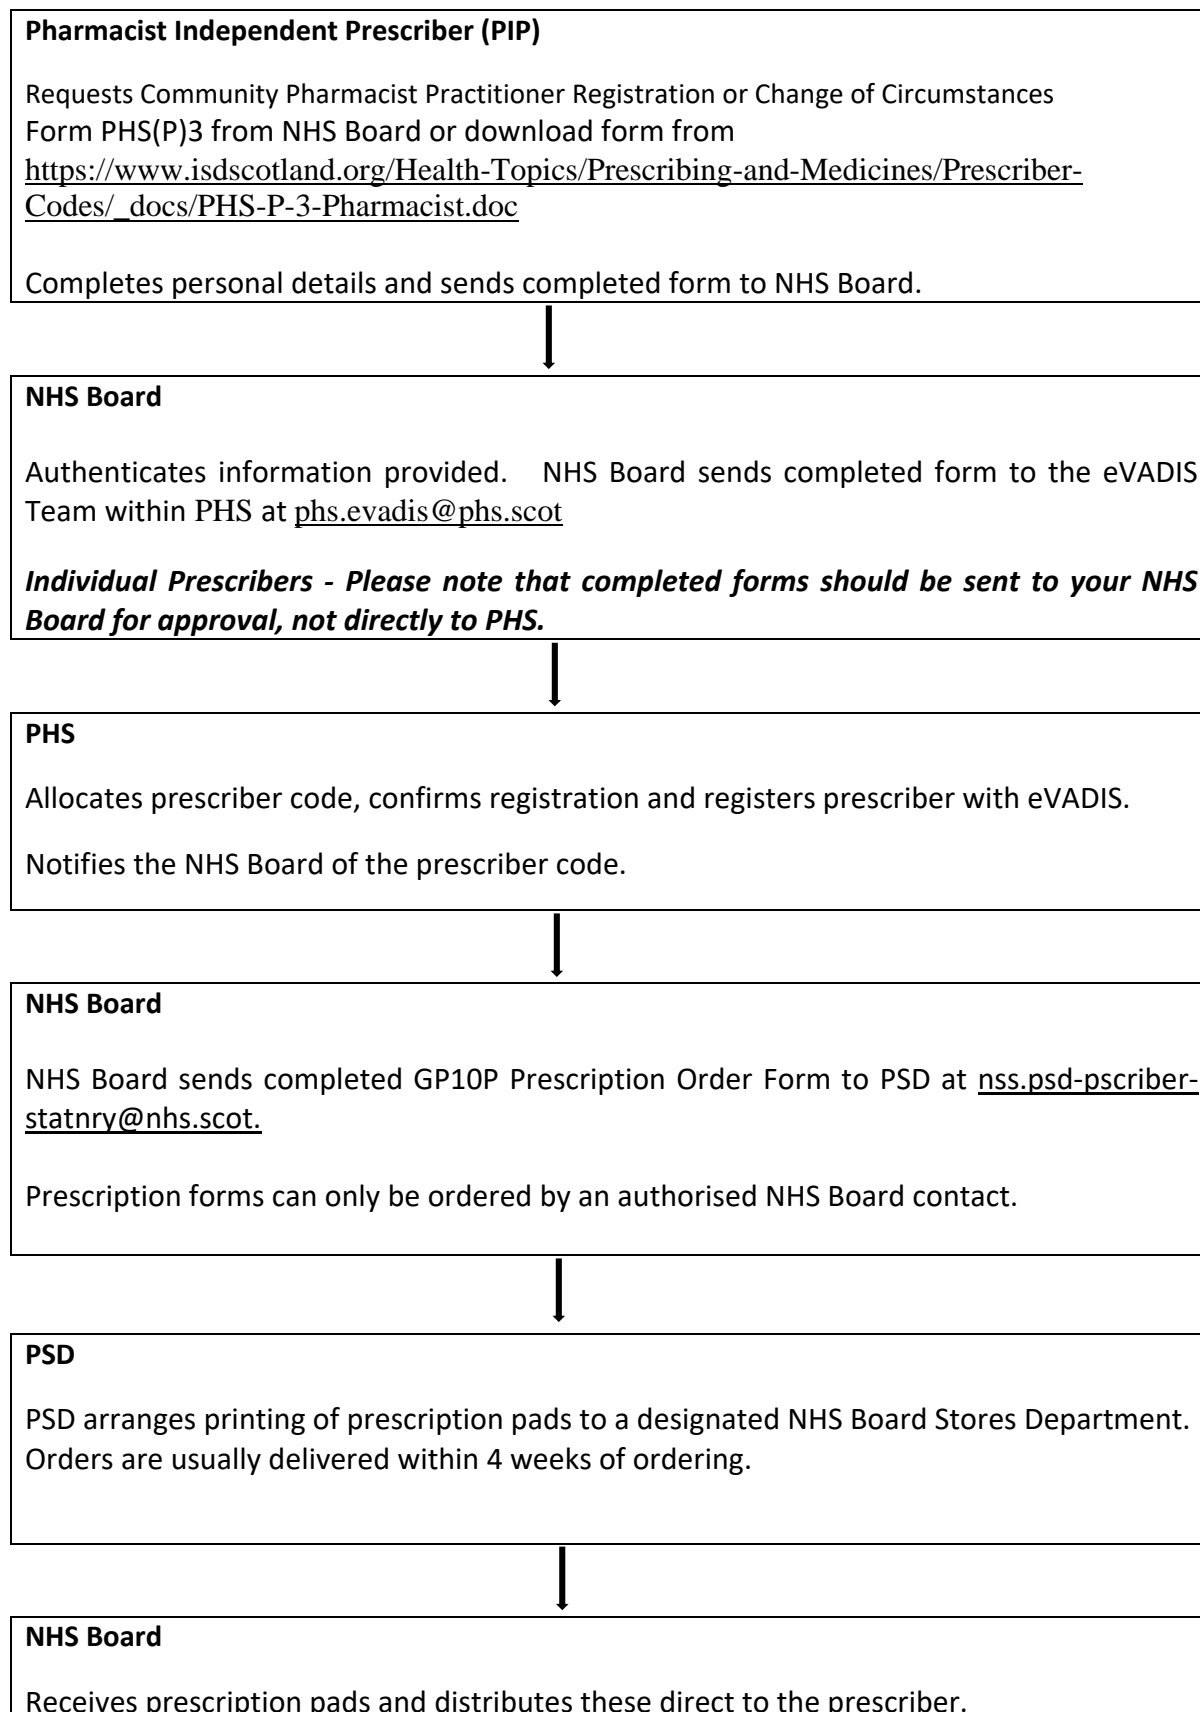 Pharmacist Independent Prescriber (PIP)
Requests Community Pharmacist Practitioner Registration or Change of Circumstances
Form PHS(P)3 from NHS Board or download form from
https://www.isdscotland.org/Health-Topics/Prescribing-and-Medicines/Prescriber-
Codes/_docs/PHS-P-3-Pharmacist.doc
Completes personal details and sends completed form to NHS Board.
NHS Board
Authenticates information provided. NHS Board sends completed form to the eVADIS
Team within PHS at phs.evadis@phs.scot
Individual Prescribers - Please note that completed forms should be sent to your NHS
Board for approval, not directly to PHS.
PHS
Allocates prescriber code, confirms registration and registers prescriber with eVADIS.
Notifies the NHS Board of the prescriber code.
NHS Board
NHS Board sends completed GP10P Prescription Order Form to PSD at nss.psd-pscriber-
statnry@nhs.scot.
Prescription forms can only be ordered by an authorised NHS Board contact.
PSD
PSD arranges printing of prescription pads to a designated NHS Board Stores Department.
Orders are usually delivered within 4 weeks of ordering.
NHS Board
Receives prescription pads and distributes these direct to the prescriber.